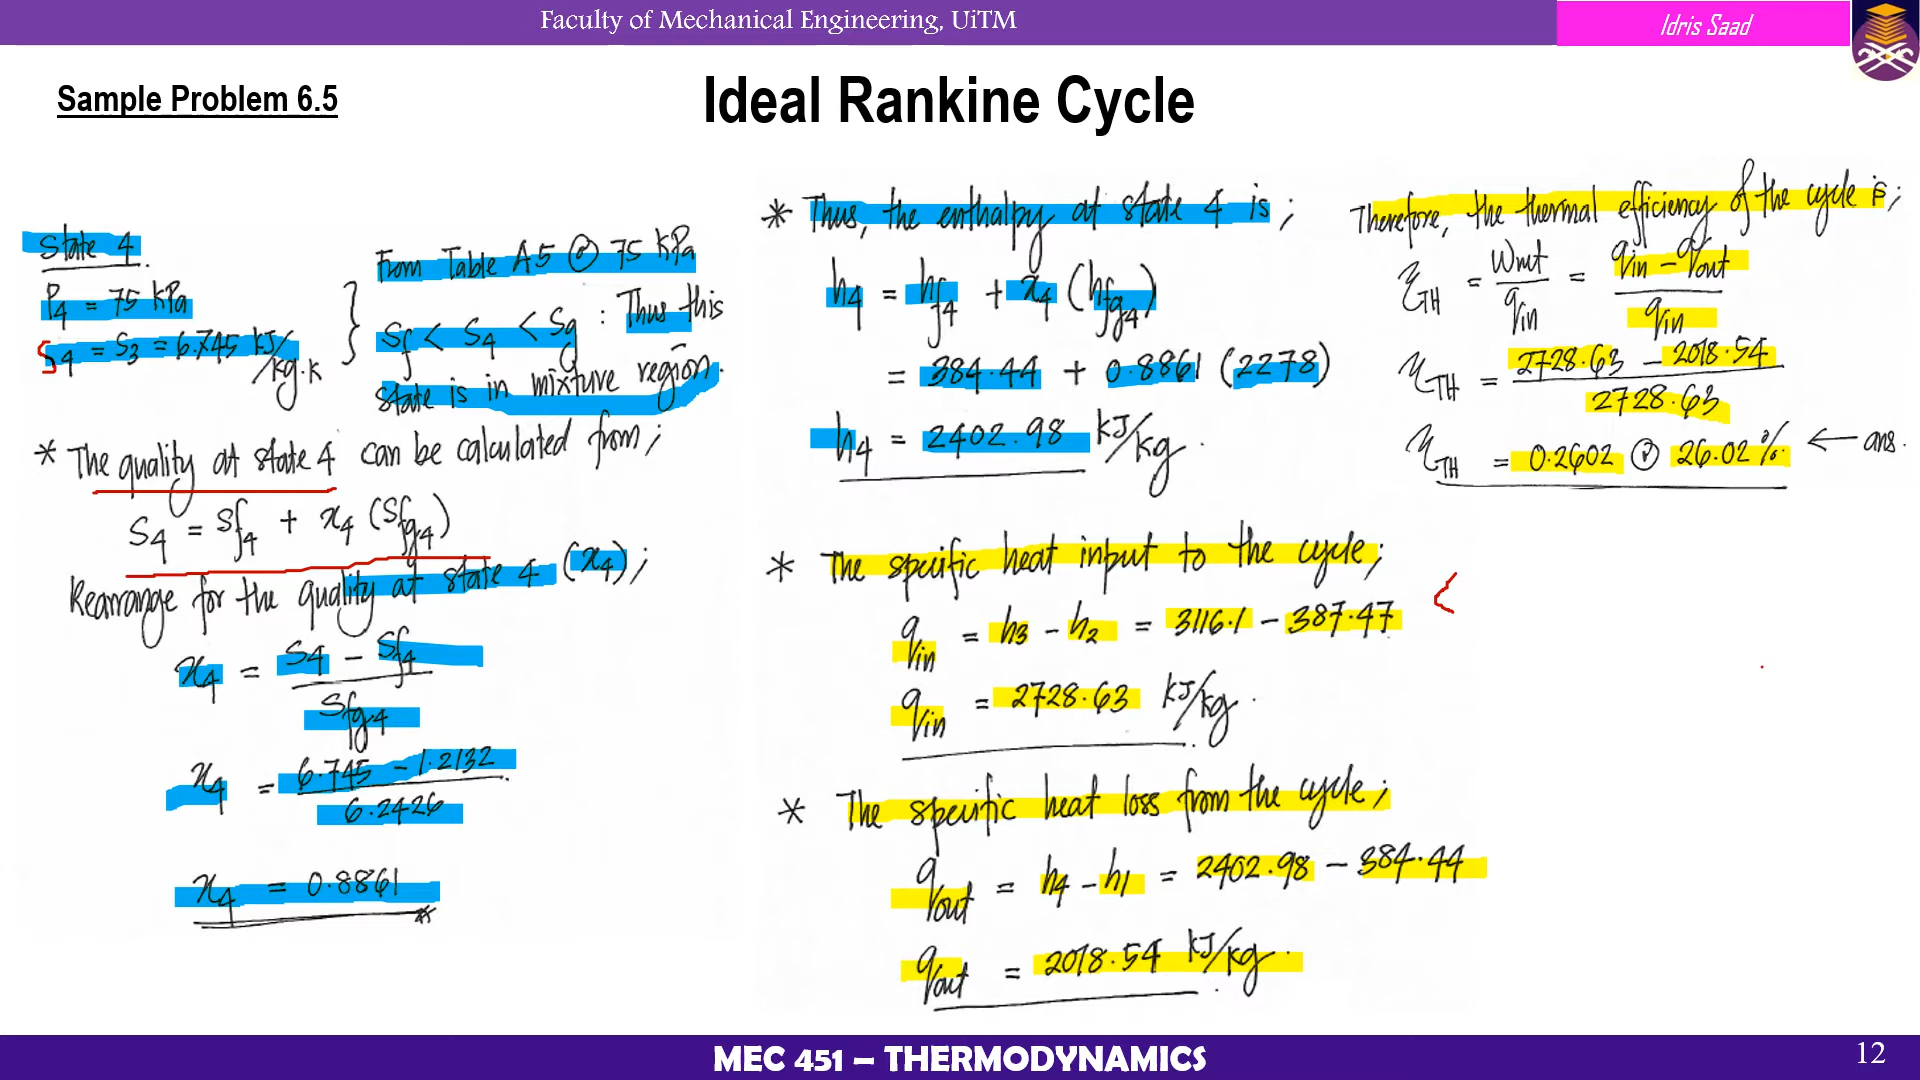 Faculty of Mechanical Engineering, UiTM
Idris Saad
Sample Problem 6.5
Ideal Rankine Cycle
State 4
P4 = 75 kPa
S4 = S3 = 6.745 kJ/kg.K
From Table A5 @ 75 kPa
Sf < S4 < Sg : Thus this
state is in mixture region.
* The quality at state 4 can be calculated from;
S4 = Sf4 + x4 (Sfg4)
Rearrange for the quality at state 4 (x4);
x4 = S4 - Sf4 / Sfg4
x4 = 6.745 - 1.2132 / 6.2426
x4 = 0.8861
* Thus, the enthalpy at state 4 is;
h4 = hf4 + x4 (hfg4)
= 384.44 + 0.8861 (2278)
h4 = 2402.98 kJ/kg.
* The specific heat input to the cycle;
qin = h3 - h2 = 3116.1 - 387.47
qin = 2728.63 kJ/kg.
* The specific heat loss from the cycle;
qout = h4 - h1 = 2402.98 - 384.44
qout = 2018.54 kJ/kg.
Therefore, the thermal efficiency of the cycle is;
ηTH = Wnet / qin = qin - qout / qin
ηTH = 2728.63 - 2018.54 / 2728.63
ηTH = 0.2602 @ 26.02% ← ans.
MEC 451 – THERMODYNAMICS
12